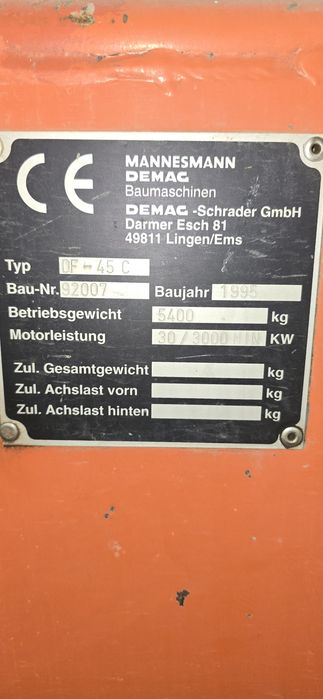 CE
MANNESMANN
DEMAG
Baumaschinen
DEMAG -Schrader GmbH
Darmer Esch 81
49811 Lingen/Ems
Typ DF-45 C
Bau-Nr. 92007 Baujahr 1995
Betriebsgewicht 5400 kg
Motorleistung 30/3000 MIN KW
Zul. Gesamtgewicht kg
Zul. Achslast vorn kg
Zul. Achslast hinten kg